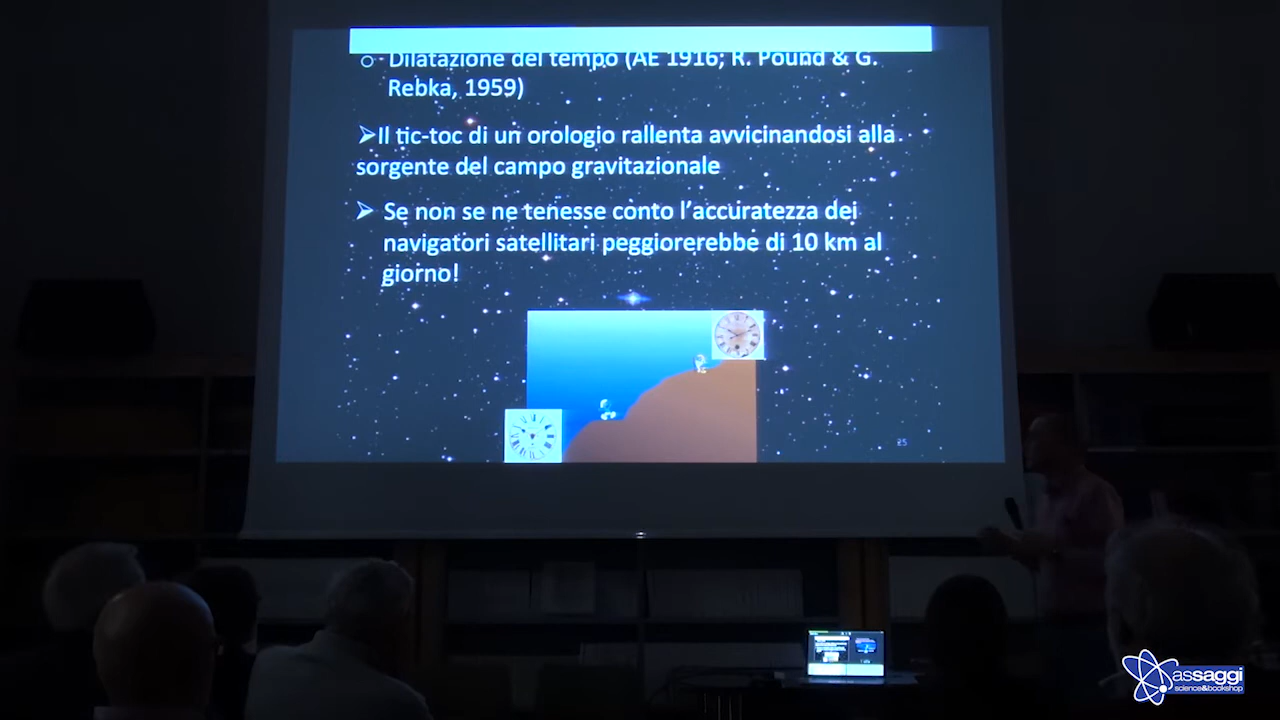 o Dilatazione del tempo (AE 1916; R. Pound & G.
Rebka, 1959)
➢Il tic-toc di un orologio rallenta avvicinandosi alla
sorgente del campo gravitazionale
➢ Se non se ne tenesse conto l’accuratezza dei
navigatori satellitari peggiorerebbe di 10 km al
giorno!
25
assaggi
science&bookshop